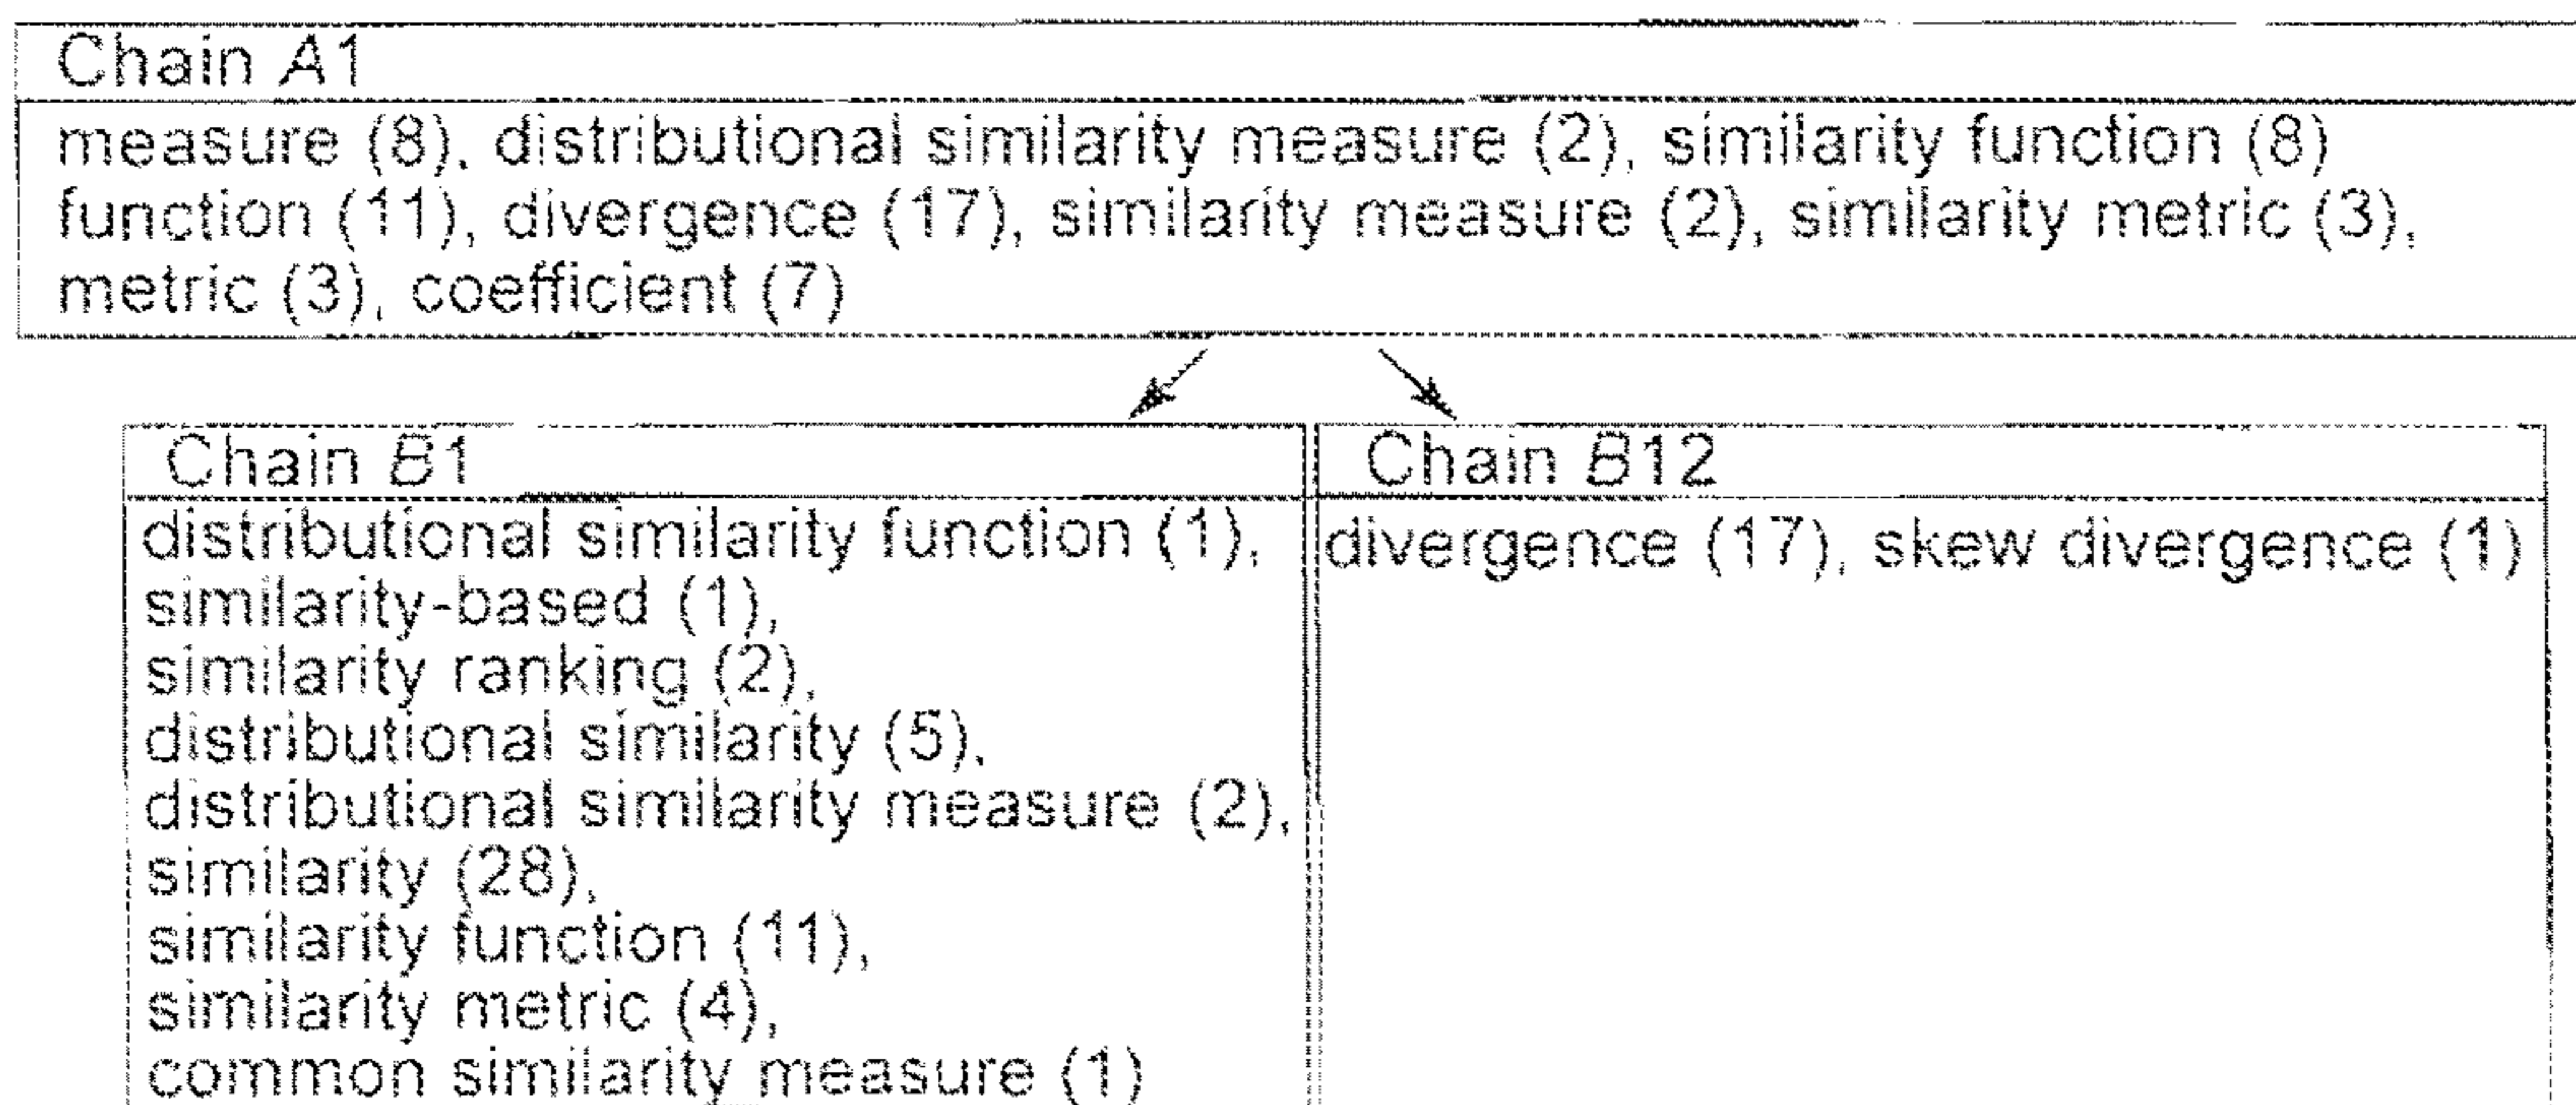 Chain A1
measure (8), distributional similarity measure (2), similarity function (8)
function (11), divergence (17), similarity measure (2), similarity metric (3),
metric (3), coefficient (7)
Chain B1
distributional similarity function (1),
similarity-based (1),
similarity ranking (2),
distributional similarity (5),
distributional similarity measure (2),
similarity (28),
similarity function (11),
similarity metric (4),
common similarity measure (1)
Chain B12
divergence (17), skew divergence (1)